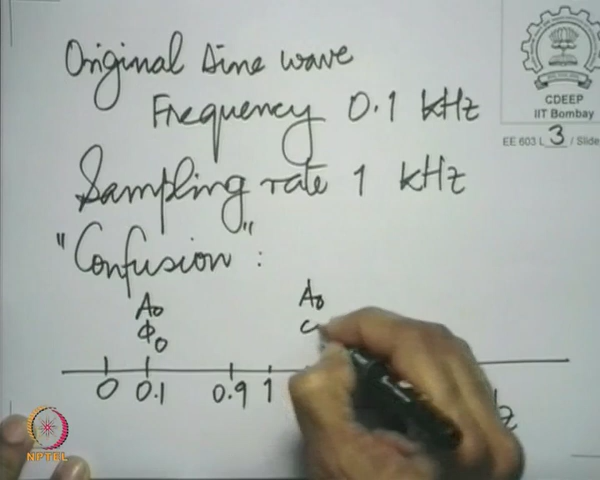 Original sine wave
Frequency 0.1 kHz
Sampling rate 1 kHz
"Confusion" :
A0 A0
Φ0
0 0.1 0.9 1
CDEEP
IIT Bombay
EE 603 L 3 / Slide
NPTEL